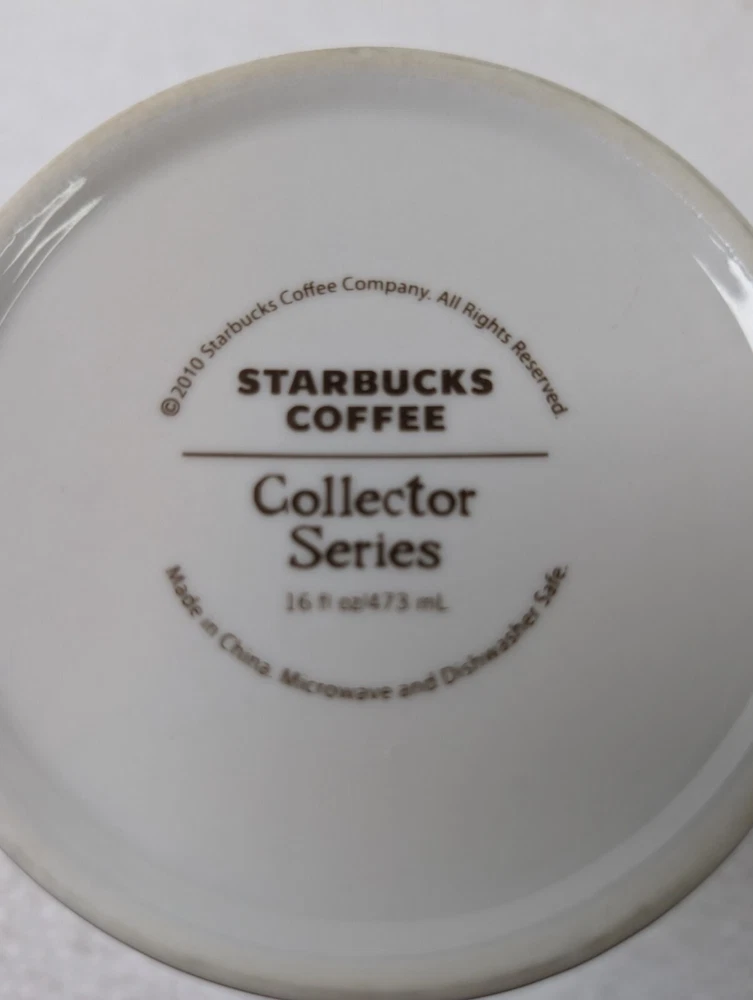 ©2010 Starbucks Coffee Company. All Rights Reserved.
STARBUCKS
COFFEE
Collector
Series
16 fl oz/473 mL
Made in China. Microwave and Dishwasher Safe.